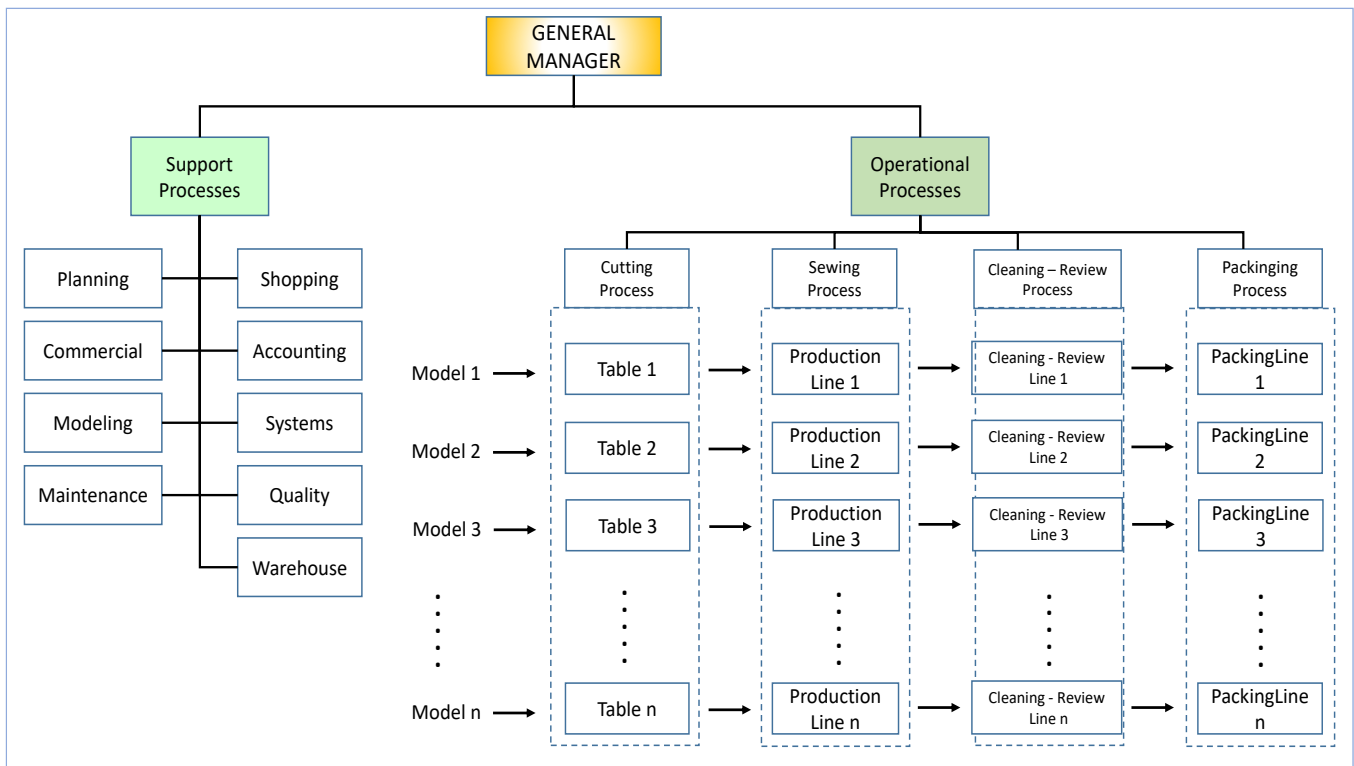 GENERAL
MANAGER
Support
Processes
Operational
Processes
Planning
Shopping
Commercial
Accounting
Modeling
Systems
Maintenance
Quality
Warehouse
Cutting
Process
Sewing
Process
Cleaning – Review
Process
Packinging
Process
Model 1
Table 1
Production
Line 1
Cleaning - Review
Line 1
PackingLine
1
Model 2
Table 2
Production
Line 2
Cleaning - Review
Line 2
PackingLine
2
Model 3
Table 3
Production
Line 3
Cleaning - Review
Line 3
PackingLine
3
Model n
Table n
Production
Line n
Cleaning - Review
Line n
PackingLine
n